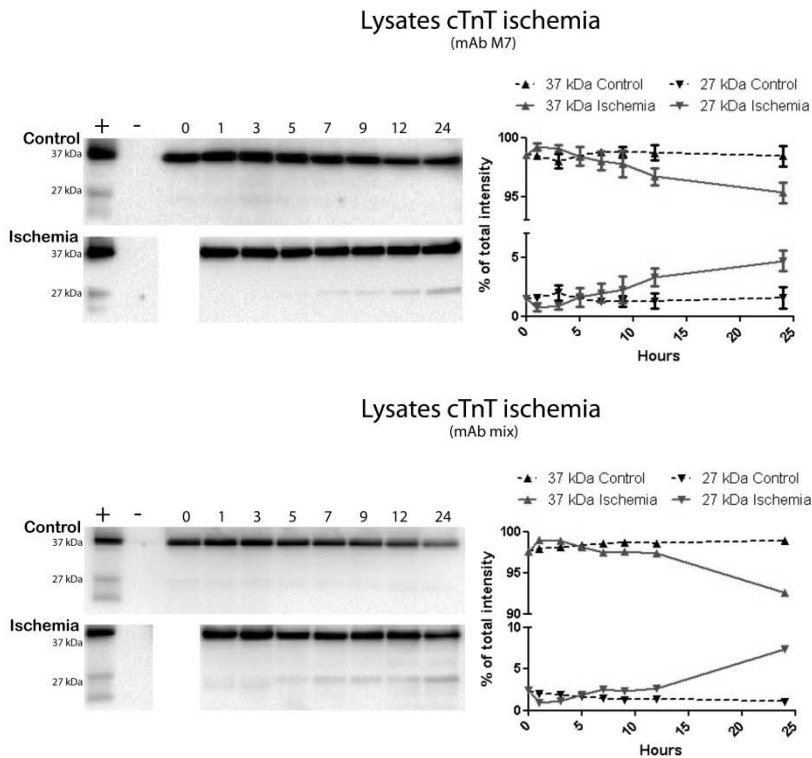 Lysates cTnT ischemia
(mAb M7)
37 kDa Control 27 kDa Control
37 kDa Ischemia 27 kDa Ischemia
+ - 0 1 3 5 7 9 12 24
Control
37 kDa
27 kDa
Ischemia
37 kDa
27 kDa
% of total intensity
100
95
5
0
0 5 10 15 20 25
Hours
Lysates cTnT ischemia
(mAb mix)
37 kDa Control 27 kDa Control
37 kDa Ischemia 27 kDa Ischemia
+ - 0 1 3 5 7 9 12 24
Control
37 kDa
27 kDa
Ischemia
37 kDa
27 kDa
% of total intensity
100
95
90
10
5
0
0 5 10 15 20 25
Hours